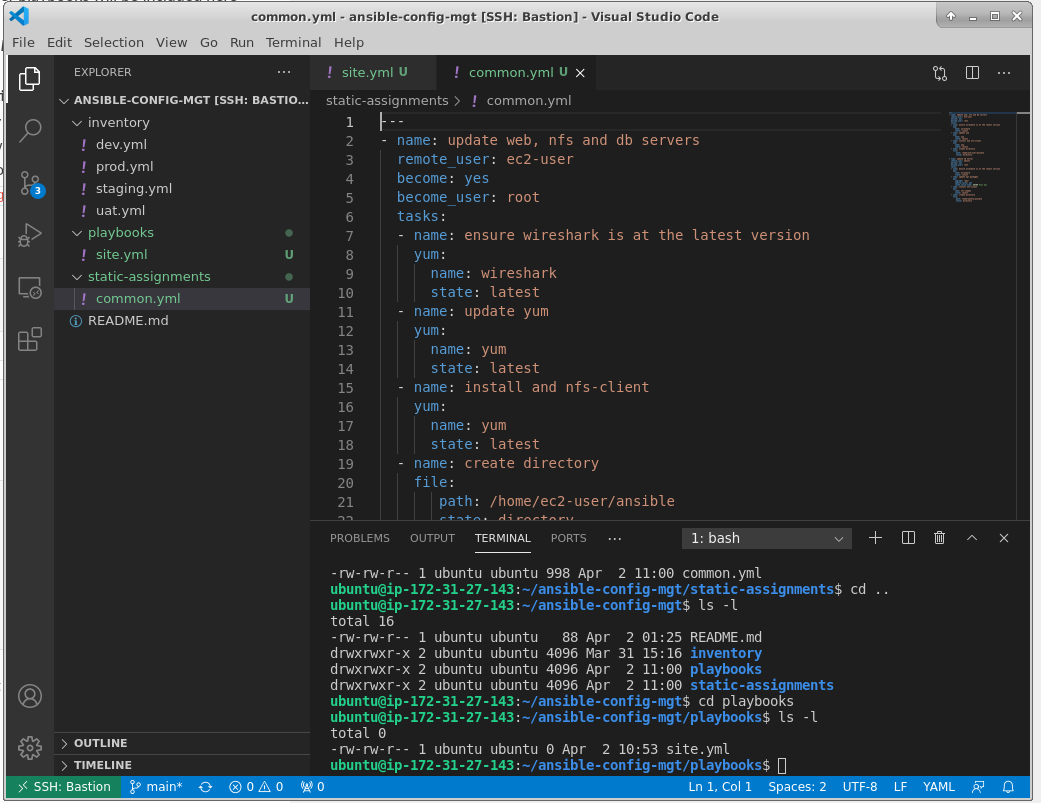 common.yml - ansible-config-mgt [SSH: Bastion] - Visual Studio Code
File Edit Selection View Go Run Terminal Help
EXPLORER
ANSIBLE-CONFIG-MGT [SSH: BASTIO...
inventory
! dev.yml
! prod.yml
! staging.yml
! uat.yml
playbooks
! site.yml U
static-assignments
! common.yml U
README.md
OUTLINE
TIMELINE
3
! site.yml U ! common.yml U
static-assignments > ! common.yml
1 ---
2 - name: update web, nfs and db servers
3 remote_user: ec2-user
4 become: yes
5 become_user: root
6 tasks:
7 - name: ensure wireshark is at the latest version
8 yum:
9 name: wireshark
10 state: latest
11 - name: update yum
12 yum:
13 name: yum
14 state: latest
15 - name: install and nfs-client
16 yum:
17 name: yum
18 state: latest
19 - name: create directory
20 file:
21 path: /home/ec2-user/ansible
22 state: directory
PROBLEMS OUTPUT TERMINAL PORTS ... 1: bash
-rw-rw-r-- 1 ubuntu ubuntu 998 Apr  2 11:00 common.yml
ubuntu@ip-172-31-27-143:~/ansible-config-mgt/static-assignments$ cd ..
ubuntu@ip-172-31-27-143:~/ansible-config-mgt$ ls -l
total 16
-rw-rw-r-- 1 ubuntu ubuntu   88 Apr  2 01:25 README.md
drwxrwxr-x 2 ubuntu ubuntu 4096 Mar 31 15:16 inventory
drwxrwxr-x 2 ubuntu ubuntu 4096 Apr  2 11:00 playbooks
drwxrwxr-x 2 ubuntu ubuntu 4096 Apr  2 11:00 static-assignments
ubuntu@ip-172-31-27-143:~/ansible-config-mgt$ cd playbooks
ubuntu@ip-172-31-27-143:~/ansible-config-mgt/playbooks$ ls -l
total 0
-rw-rw-r-- 1 ubuntu ubuntu 0 Apr  2 10:53 site.yml
ubuntu@ip-172-31-27-143:~/ansible-config-mgt/playbooks$
SSH: Bastion main* 0 0 0 Ln 1, Col 1 Spaces: 2 UTF-8 LF YAML